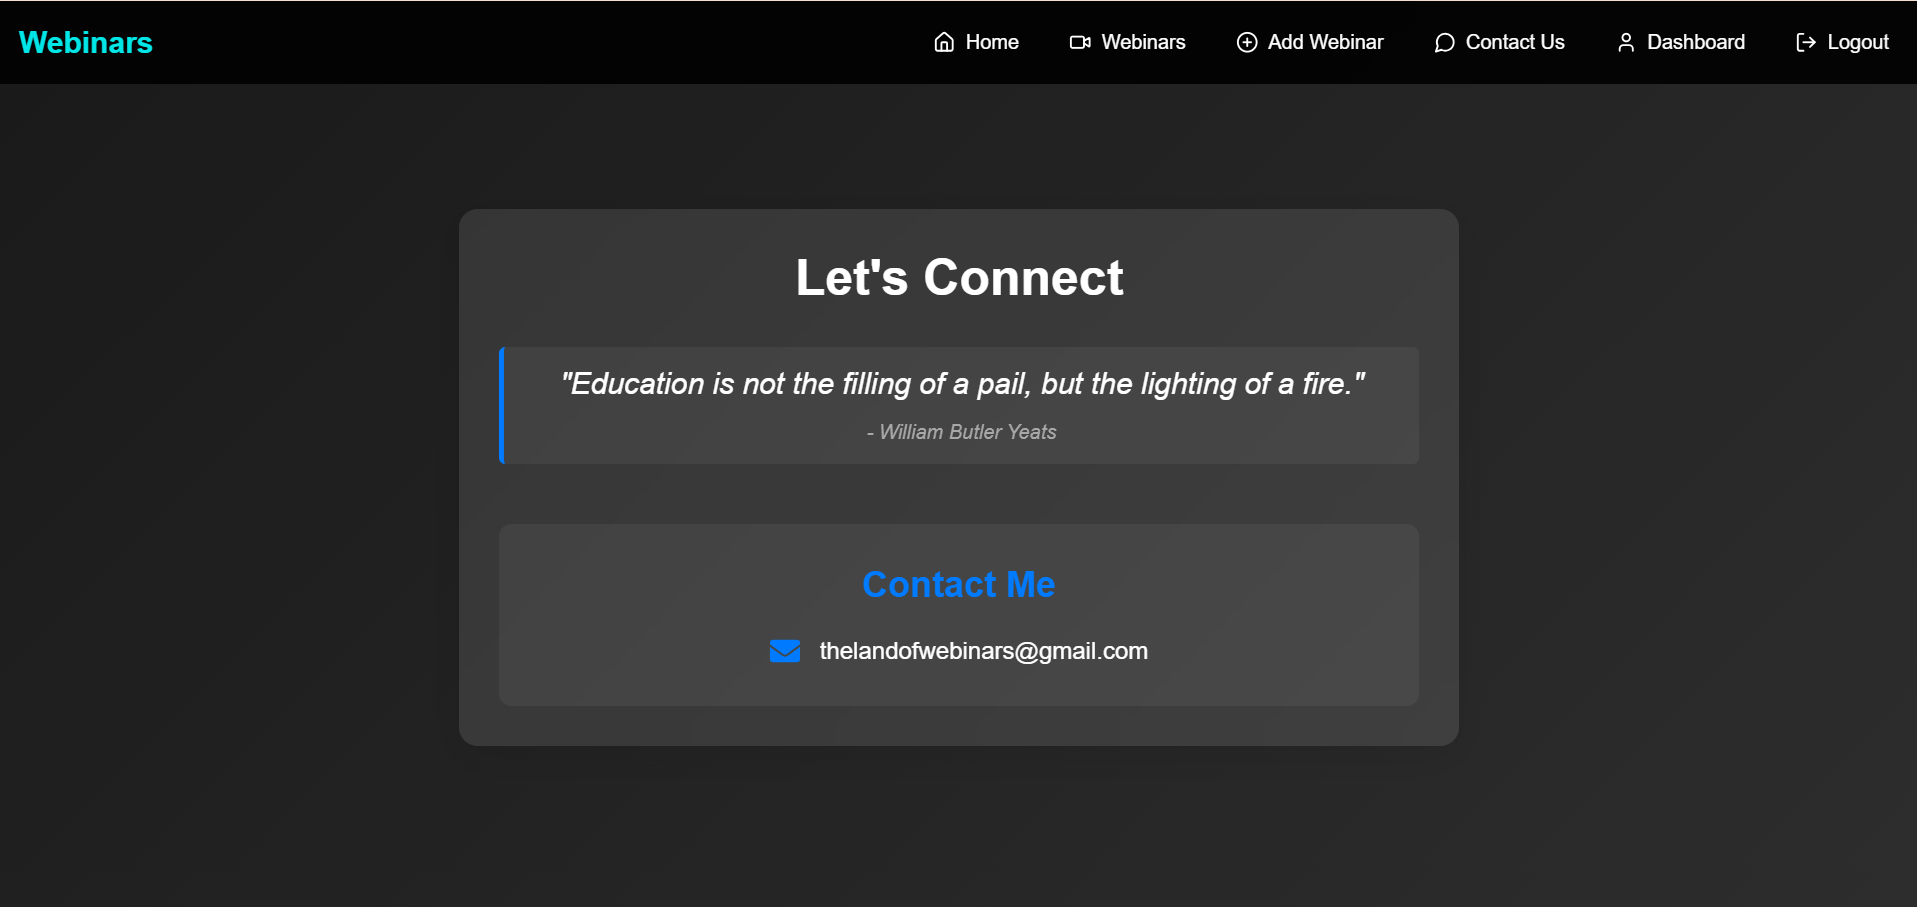 Webinars
Home
Webinars
Add Webinar
Contact Us
Dashboard
Logout
Let's Connect
"Education is not the filling of a pail, but the lighting of a fire."
- William Butler Yeats
Contact Me
thelandofwebinars@gmail.com